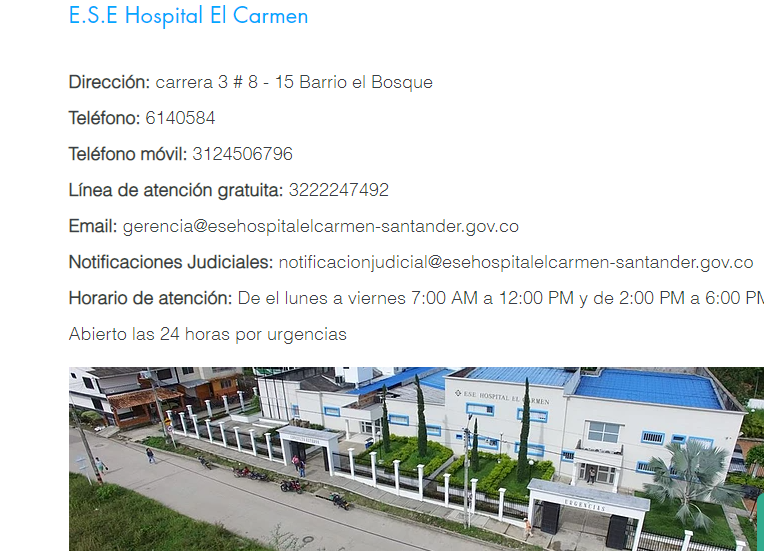 E.S.E Hospital El Carmen
Dirección: carrera 3 # 8 - 15 Barrio el Bosque
Teléfono: 6140584
Teléfono móvil: 3124506796
Línea de atención gratuita: 3222247492
Email: gerencia@esehospitalelcarmen-santander.gov.co
Notificaciones Judiciales: notificacionjudicial@esehospitalelcarmen-santander.gov.co
Horario de atención: De el lunes a viernes 7:00 AM a 12:00 PM y de 2:00 PM a 6:00 PM
Abierto las 24 horas por urgencias
ESE HOSPITAL EL CARMEN
URGENCIAS